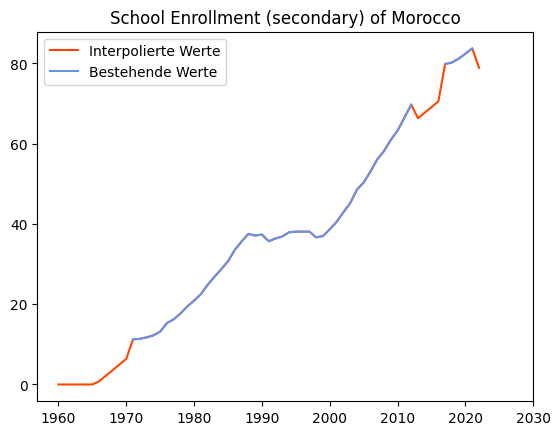 School Enrollment (secondary) of Morocco
Interpolierte Werte
Bestehende Werte
80
60
40
20
0
1960 1970 1980 1990 2000 2010 2020 2030